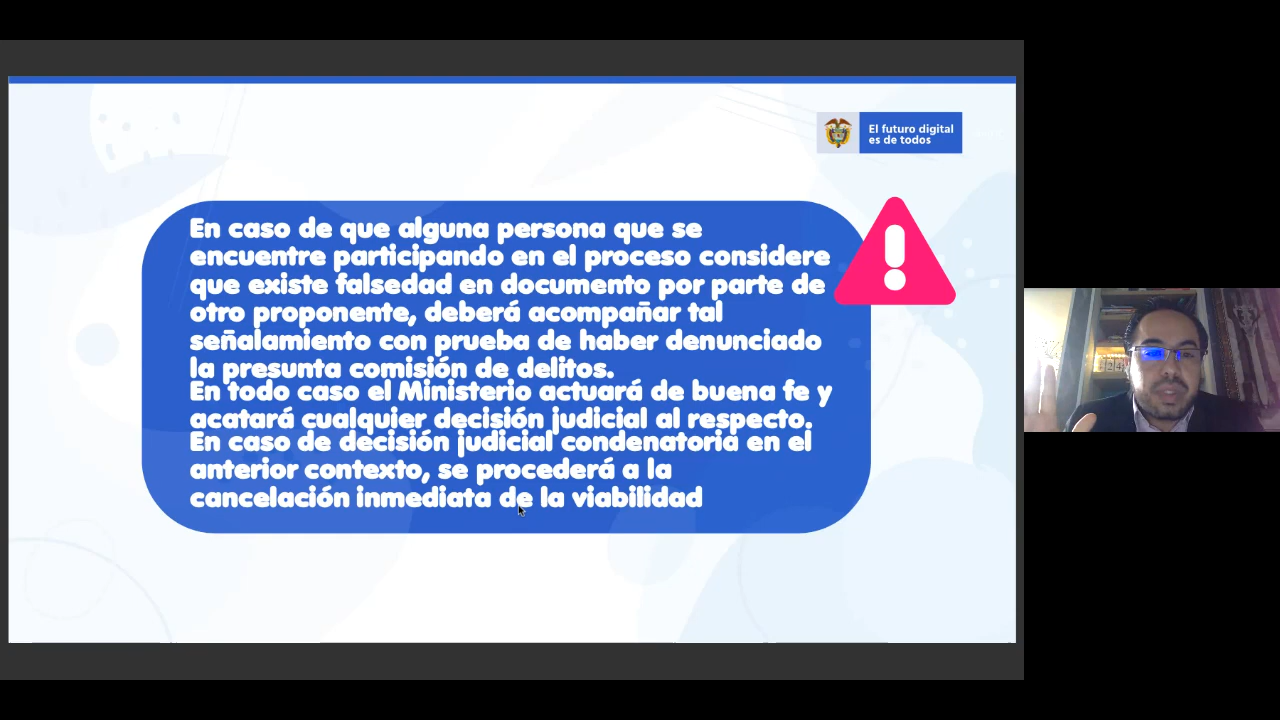 El futuro digital
es de todos
En caso de que alguna persona que se
encuentre participando en el proceso considere
que existe falsedad en documento por parte de
otro proponente, deberá acompañar tal
señalamiento con prueba de haber denunciado
la presunta comisión de delitos.
En todo caso el Ministerio actuará de buena fe y
acatará cualquier decisión judicial al respecto.
En caso de decisión judicial condenatoria en el
anterior contexto, se procederá a la
cancelación inmediata de la viabilidad